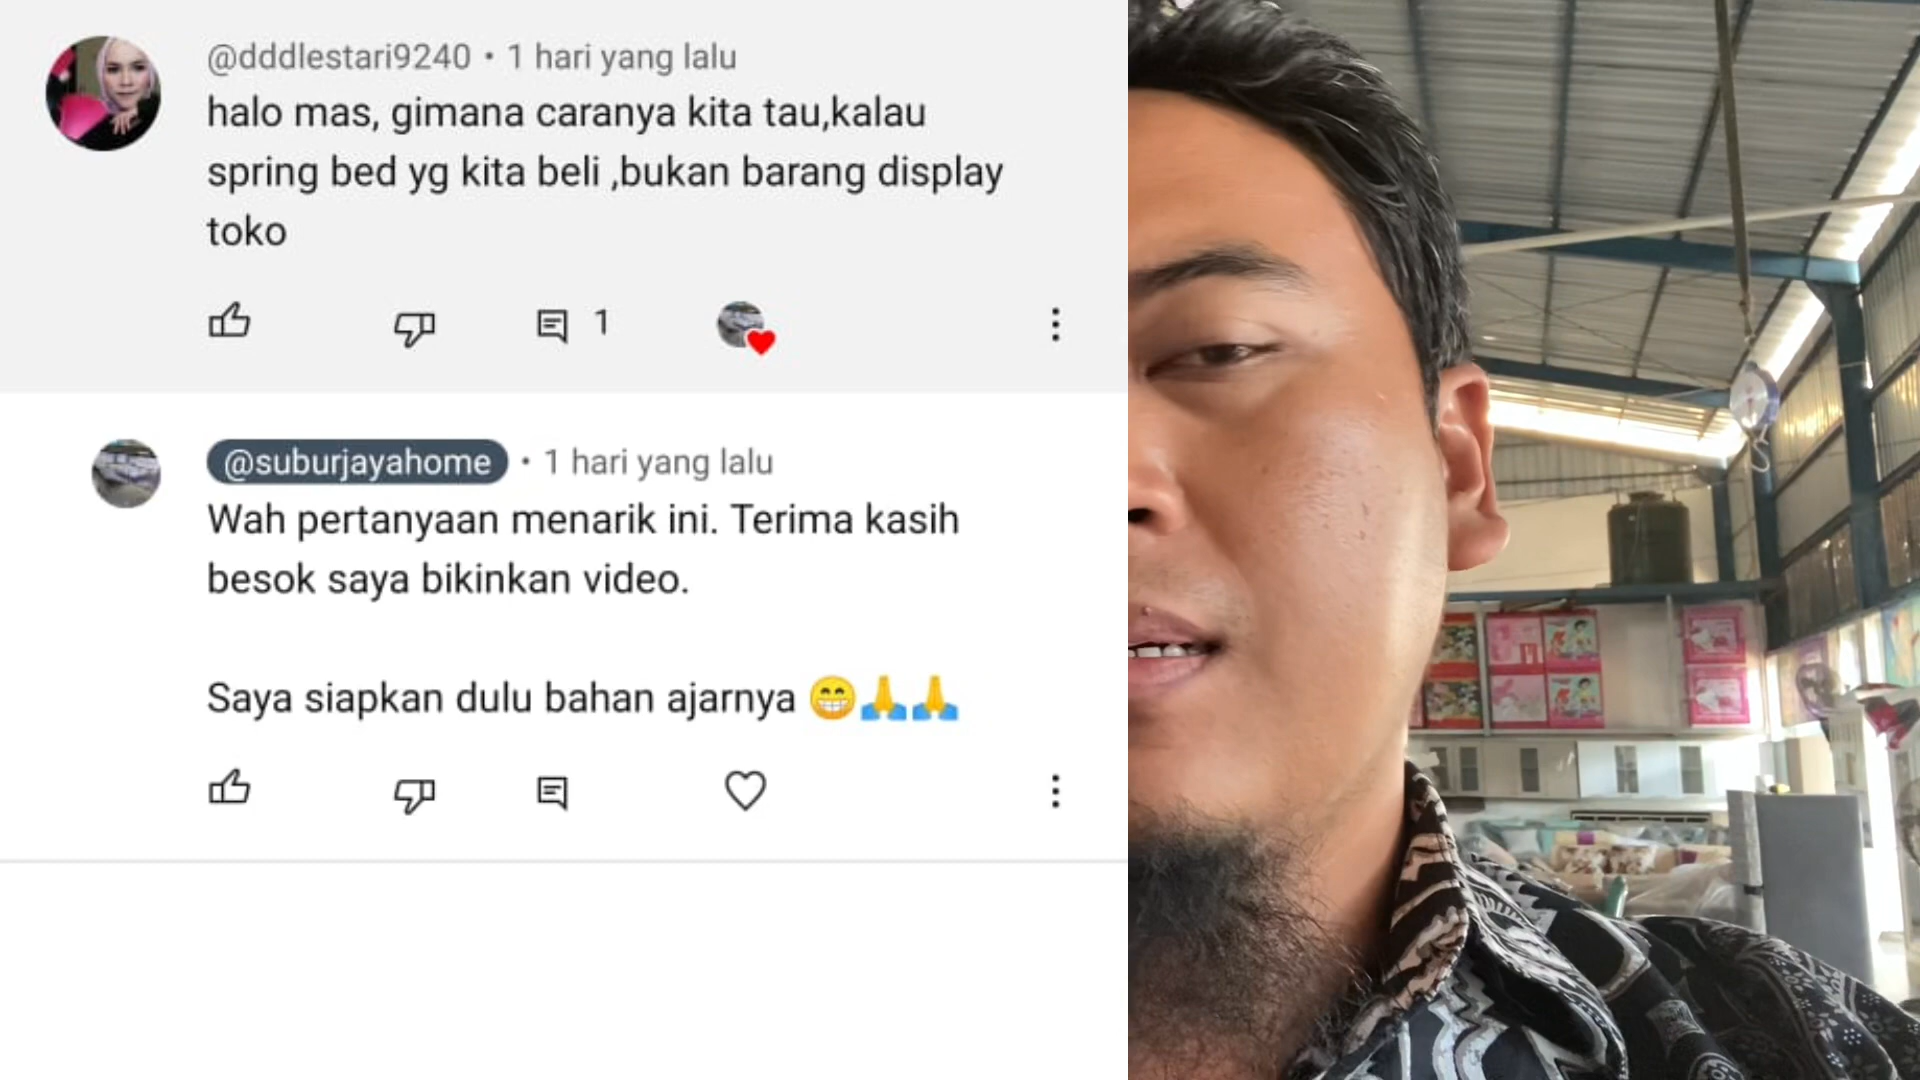 @dddlestari9240 • 1 hari yang lalu
halo mas, gimana caranya kita tau,kalau
spring bed yg kita beli ,bukan barang display
toko
1
@suburjayahome • 1 hari yang lalu
Wah pertanyaan menarik ini. Terima kasih
besok saya bikinkan video.
Saya siapkan dulu bahan ajarnya 😁🙏🙏